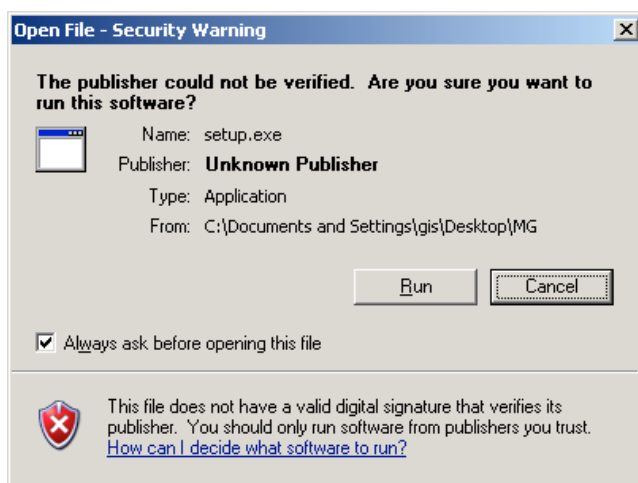 Open File - Security Warning
The publisher could not be verified.  Are you sure you want to
run this software?
Name: setup.exe
Publisher: Unknown Publisher
Type: Application
From: C:\Documents and Settings\gis\Desktop\MG
Run Cancel
Always ask before opening this file
This file does not have a valid digital signature that verifies its
publisher.  You should only run software from publishers you trust.
How can I decide what software to run?